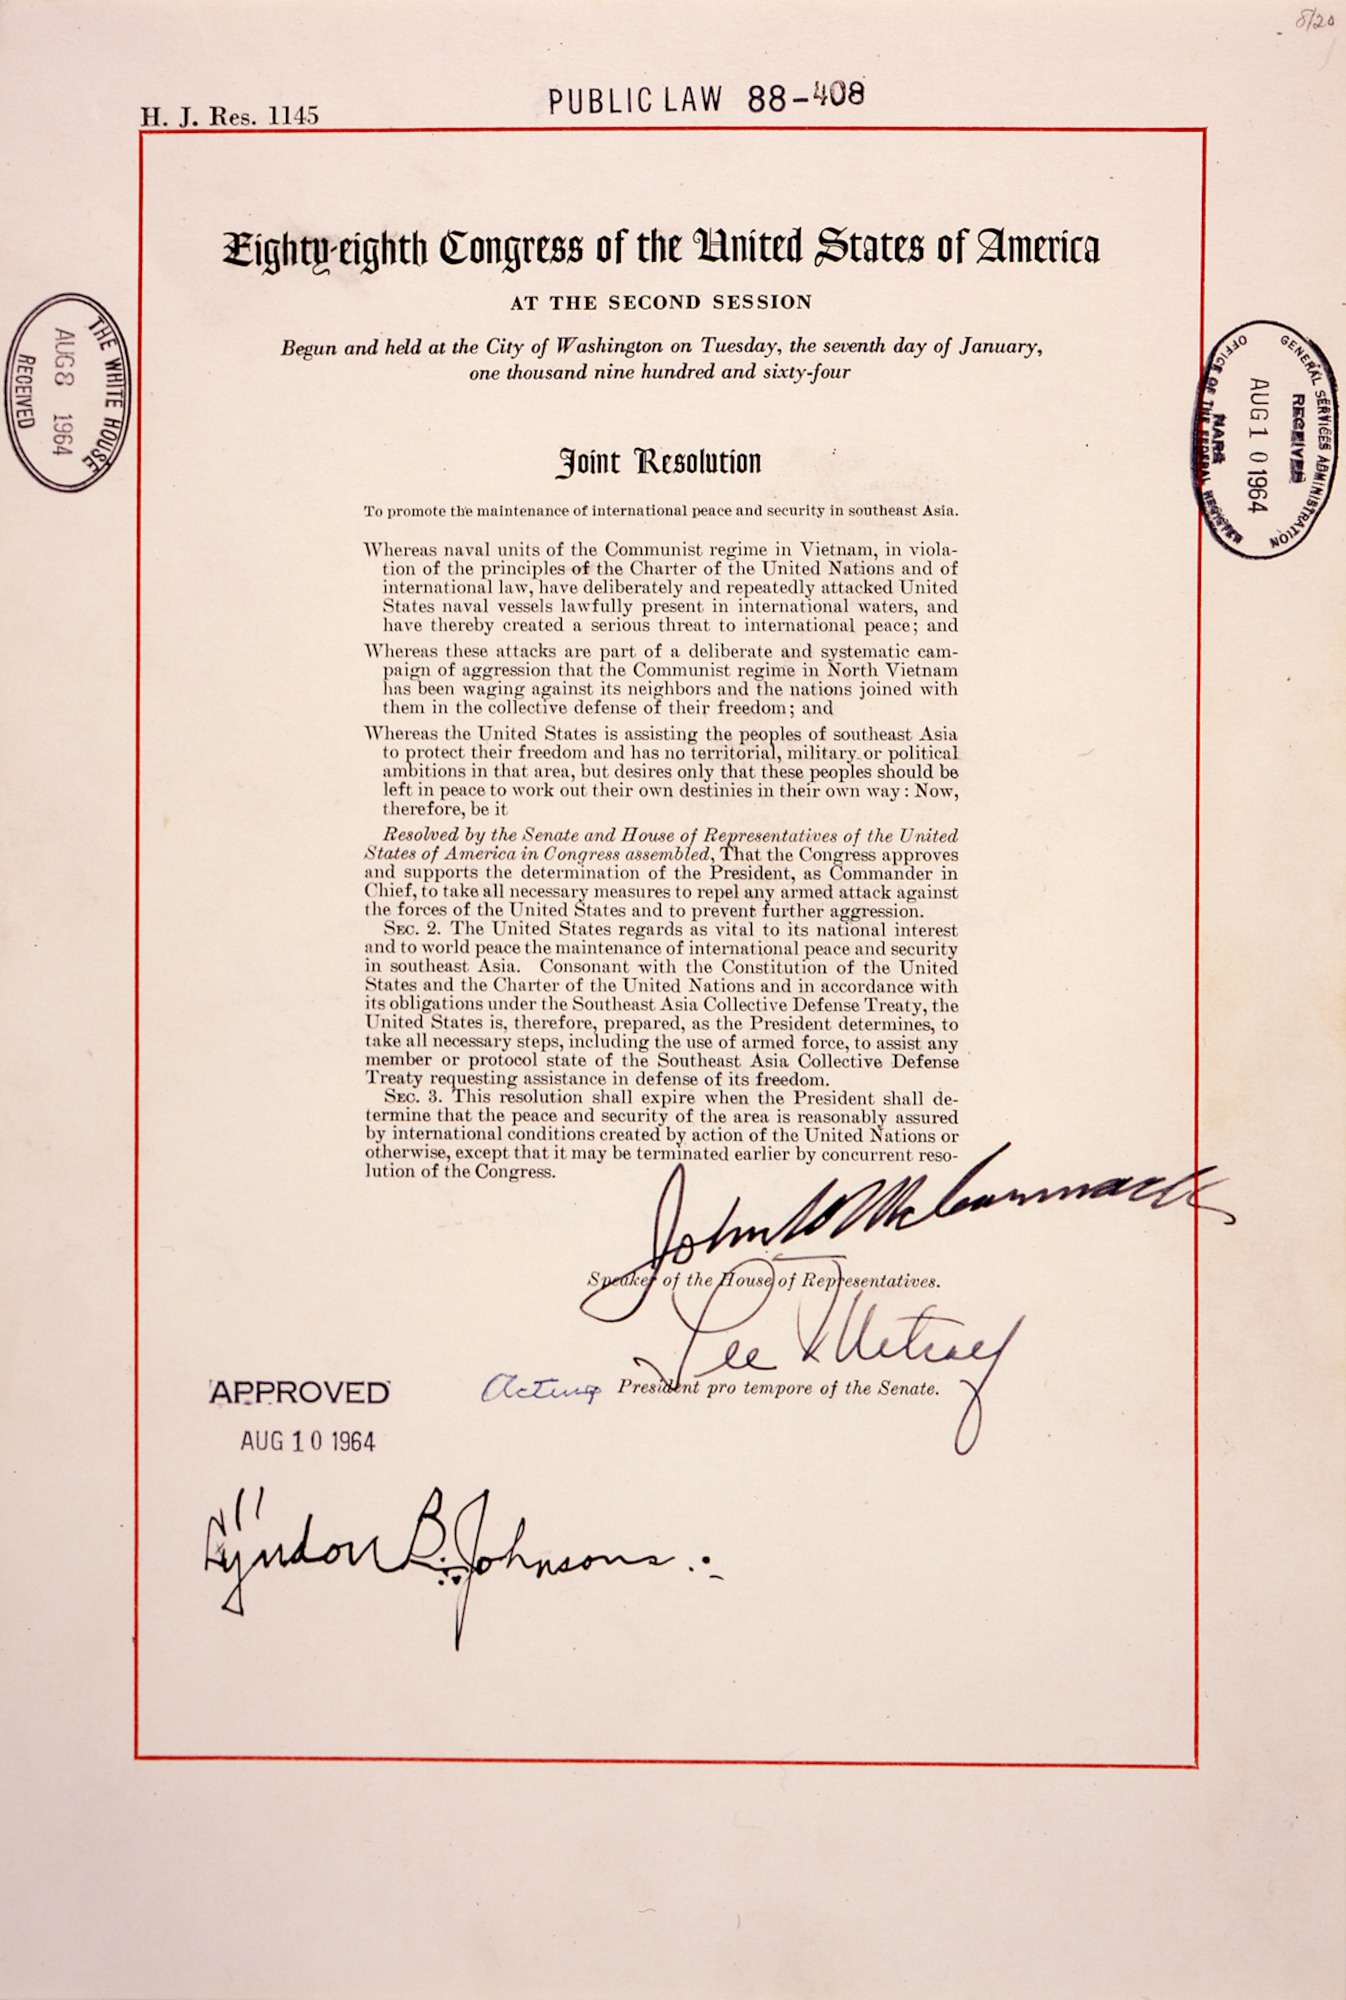 8/20
H. J. Res. 1145
PUBLIC LAW 88-408
Eighty-eighth Congress of the United States of America
AT THE SECOND SESSION
Begun and held at the City of Washington on Tuesday, the seventh day of January,
one thousand nine hundred and sixty-four
THE WHITE HOUSE
AUG 8 1964
RECEIVED
GENERAL SERVICES ADMINISTRATION
RECEIVED
AUG 10 1964
NARS
OFFICE OF THE FEDERAL REGISTER
Joint Resolution
To promote the maintenance of international peace and security in southeast Asia.
Whereas naval units of the Communist regime in Vietnam, in viola-
tion of the principles of the Charter of the United Nations and of
international law, have deliberately and repeatedly attacked United
States naval vessels lawfully present in international waters, and
have thereby created a serious threat to international peace; and
Whereas these attacks are part of a deliberate and systematic cam-
paign of aggression that the Communist regime in North Vietnam
has been waging against its neighbors and the nations joined with
them in the collective defense of their freedom; and
Whereas the United States is assisting the peoples of southeast Asia
to protect their freedom and has no territorial, military or political
ambitions in that area, but desires only that these peoples should be
left in peace to work out their own destinies in their own way: Now,
therefore, be it
Resolved by the Senate and House of Representatives of the United
States of America in Congress assembled, That the Congress approves
and supports the determination of the President, as Commander in
Chief, to take all necessary measures to repel any armed attack against
the forces of the United States and to prevent further aggression.
SEC. 2. The United States regards as vital to its national interest
and to world peace the maintenance of international peace and security
in southeast Asia. Consonant with the Constitution of the United
States and the Charter of the United Nations and in accordance with
its obligations under the Southeast Asia Collective Defense Treaty, the
United States is, therefore, prepared, as the President determines, to
take all necessary steps, including the use of armed force, to assist any
member or protocol state of the Southeast Asia Collective Defense
Treaty requesting assistance in defense of its freedom.
SEC. 3. This resolution shall expire when the President shall de-
termine that the peace and security of the area is reasonably assured
by international conditions created by action of the United Nations or
otherwise, except that it may be terminated earlier by concurrent reso-
lution of the Congress.
John W McCormack
Speaker of the House of Representatives.
Lee Metcalf
Acting President pro tempore of the Senate.
APPROVED
AUG 10 1964
Lyndon B. Johnson